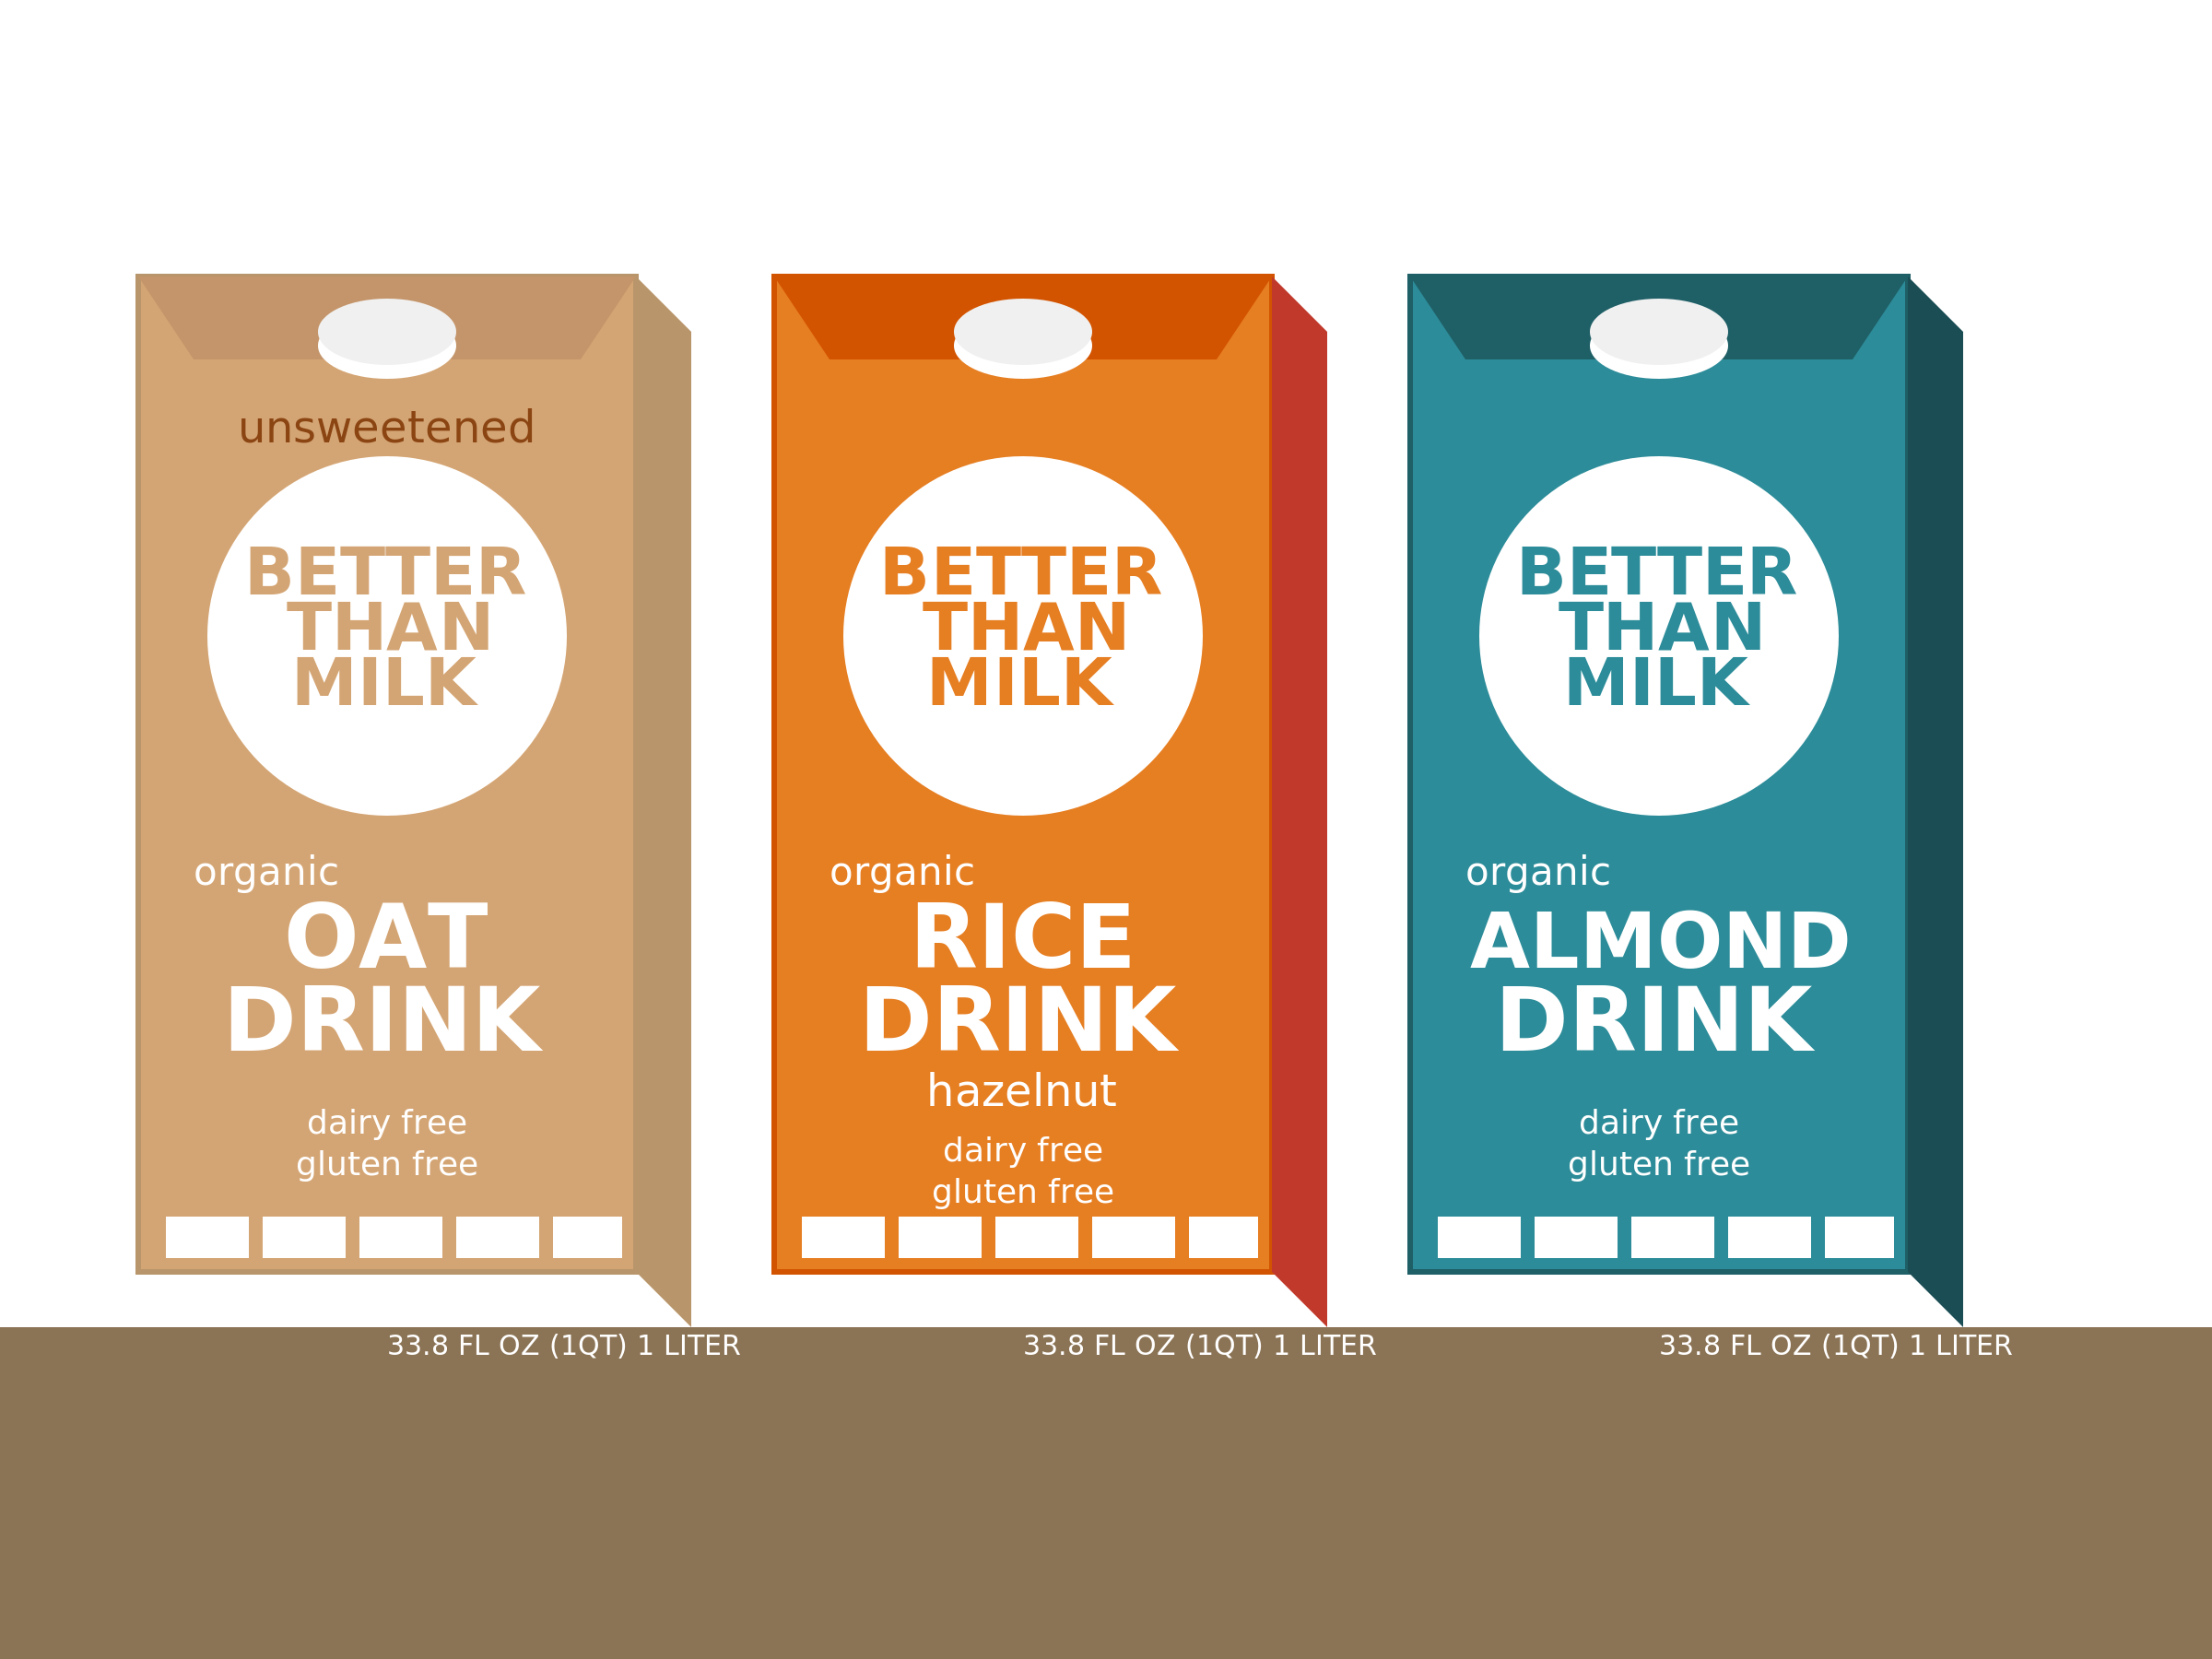 unsweetened
BETTER
THAN
MILK
organic
OAT
DRINK
dairy free
gluten free
33.8 FL OZ (1QT) 1 LITER
BETTER
THAN
MILK
organic
RICE
DRINK
hazelnut
dairy free
gluten free
33.8 FL OZ (1QT) 1 LITER
BETTER
THAN
MILK
organic
ALMOND
DRINK
dairy free
gluten free
33.8 FL OZ (1QT) 1 LITER